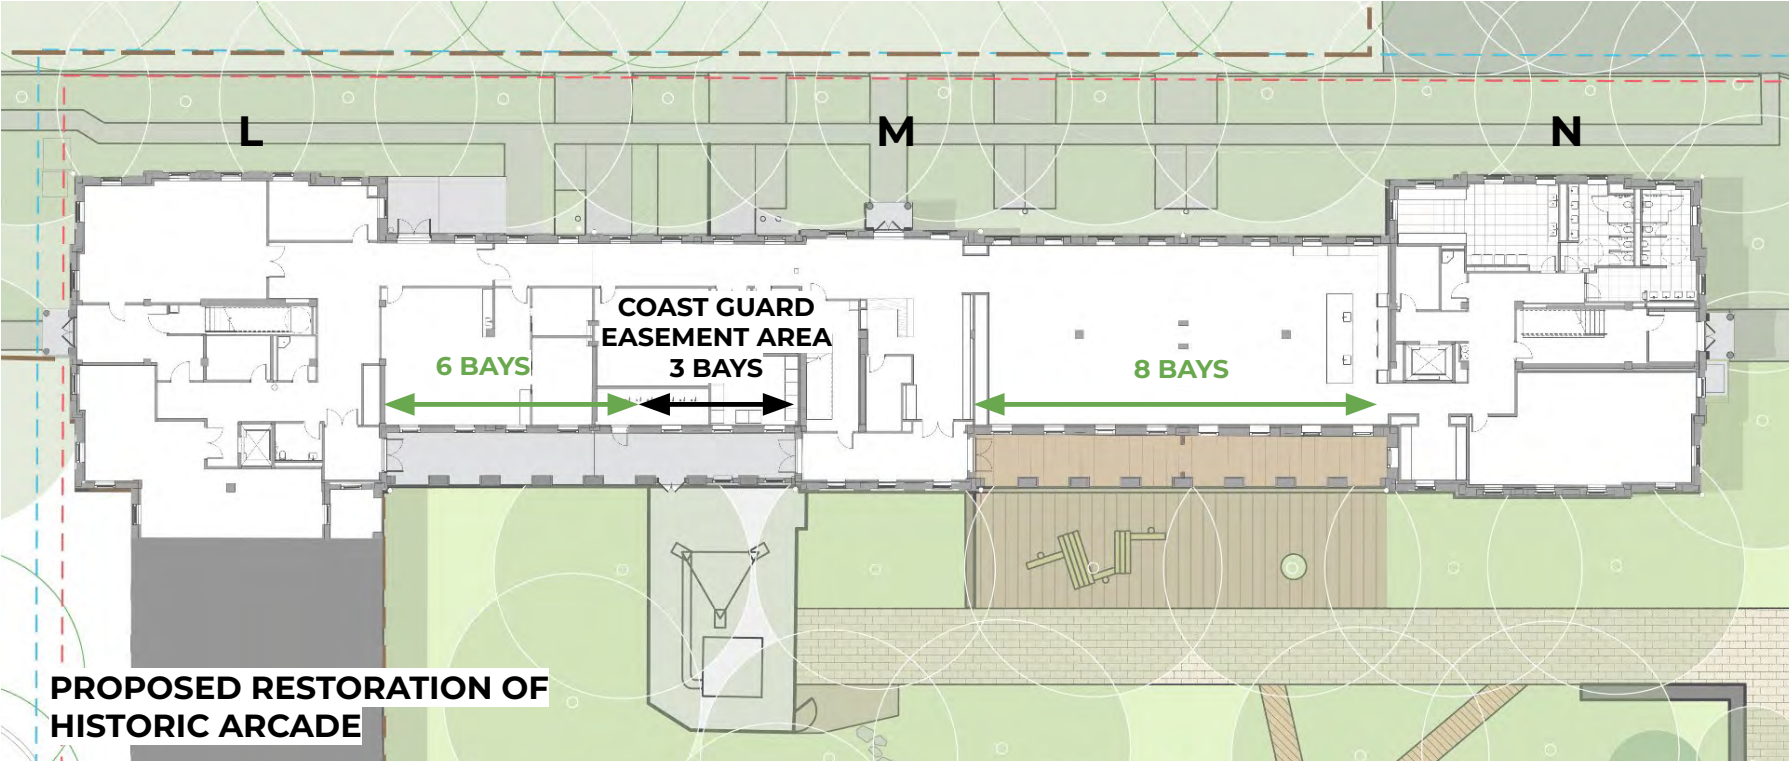 L
M
N
COAST GUARD
EASEMENT AREA
3 BAYS
6 BAYS
8 BAYS
PROPOSED RESTORATION OF
HISTORIC ARCADE